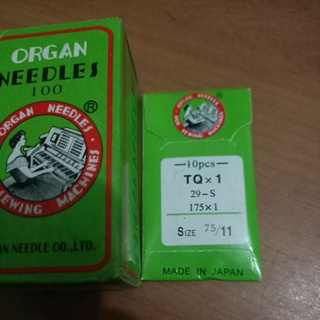 ORGAN
NEEDLES
100
ORGAN NEEDLES
SEWING MACHINES
®
AN NEEDLE CO., LTD.
10pcs
TQ×1
29-S
175×1
SIZE 75/11
MADE IN JAPAN